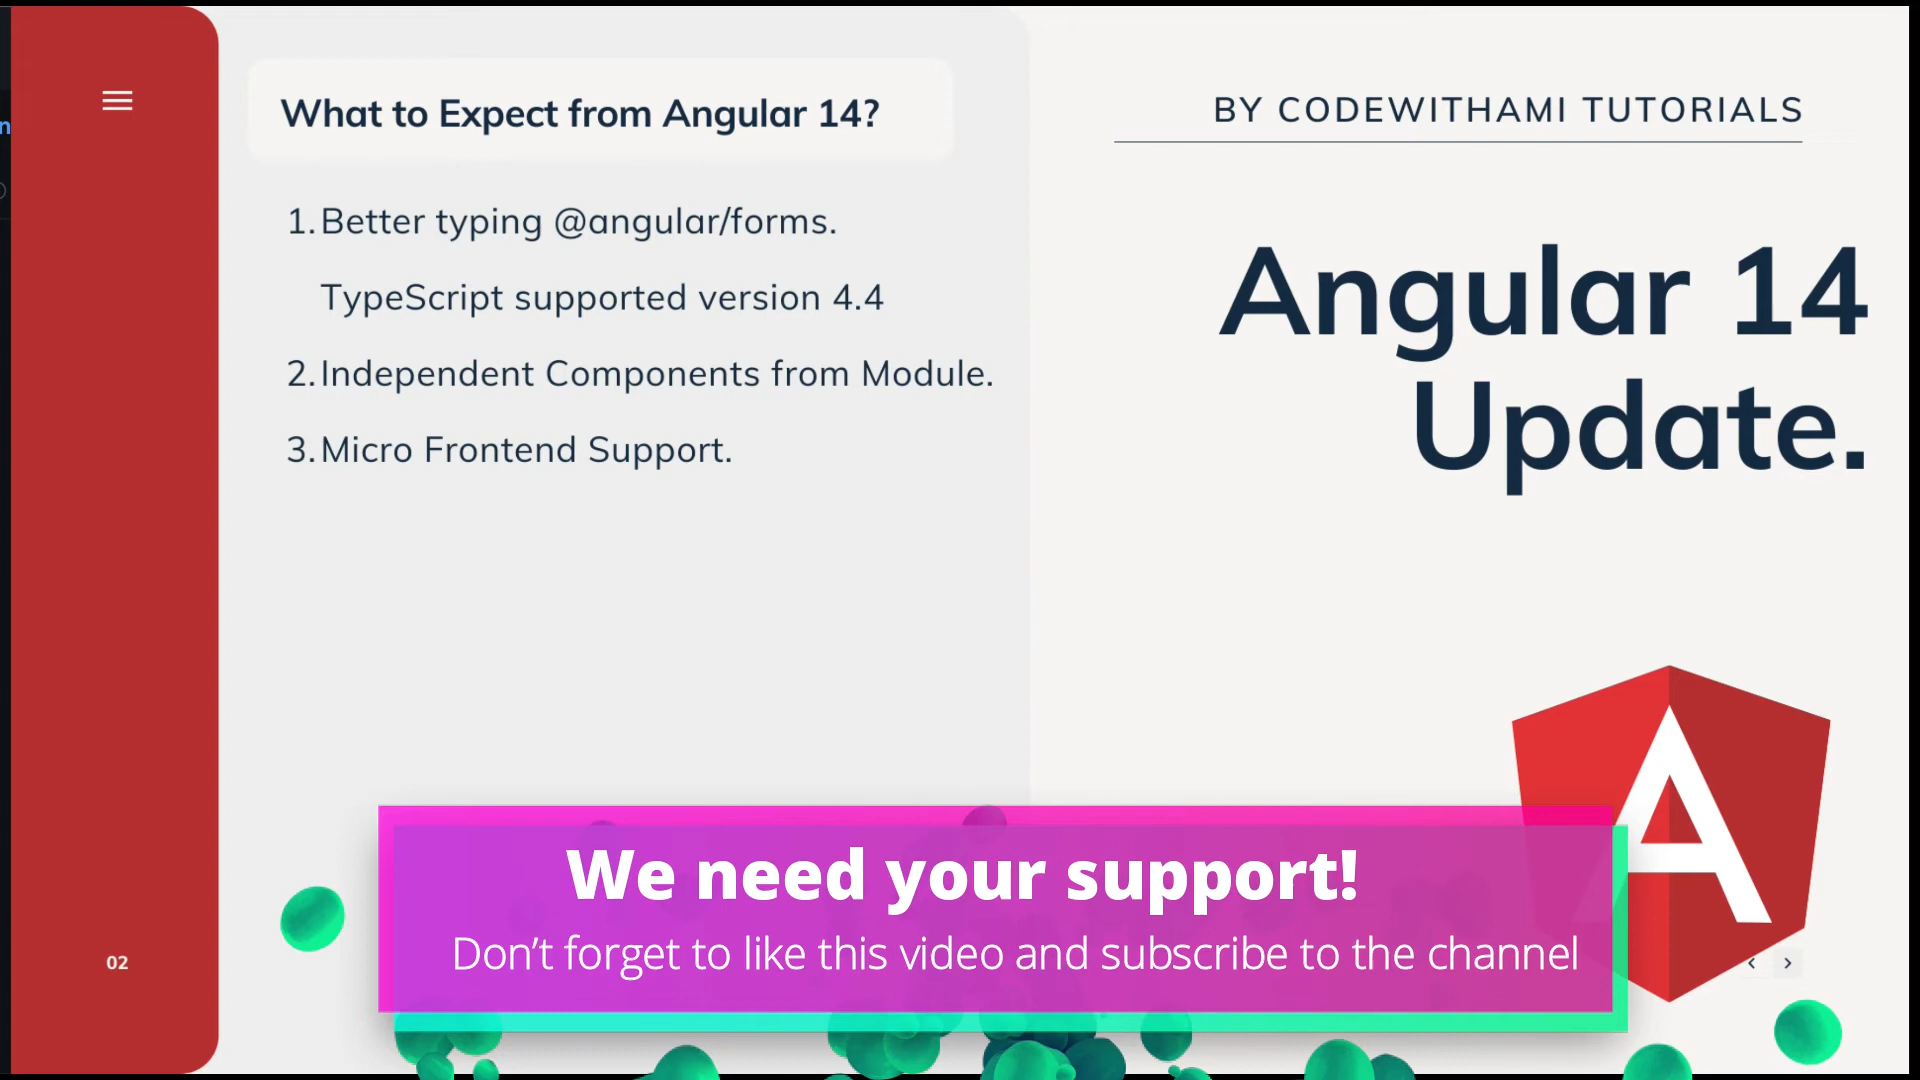 What to Expect from Angular 14?
1. Better typing @angular/forms.
TypeScript supported version 4.4
2. Independent Components from Module.
3. Micro Frontend Support.
BY CODEWITHAMI TUTORIALS
Angular 14
Update.
We need your support!
Don't forget to like this video and subscribe to the channel
02